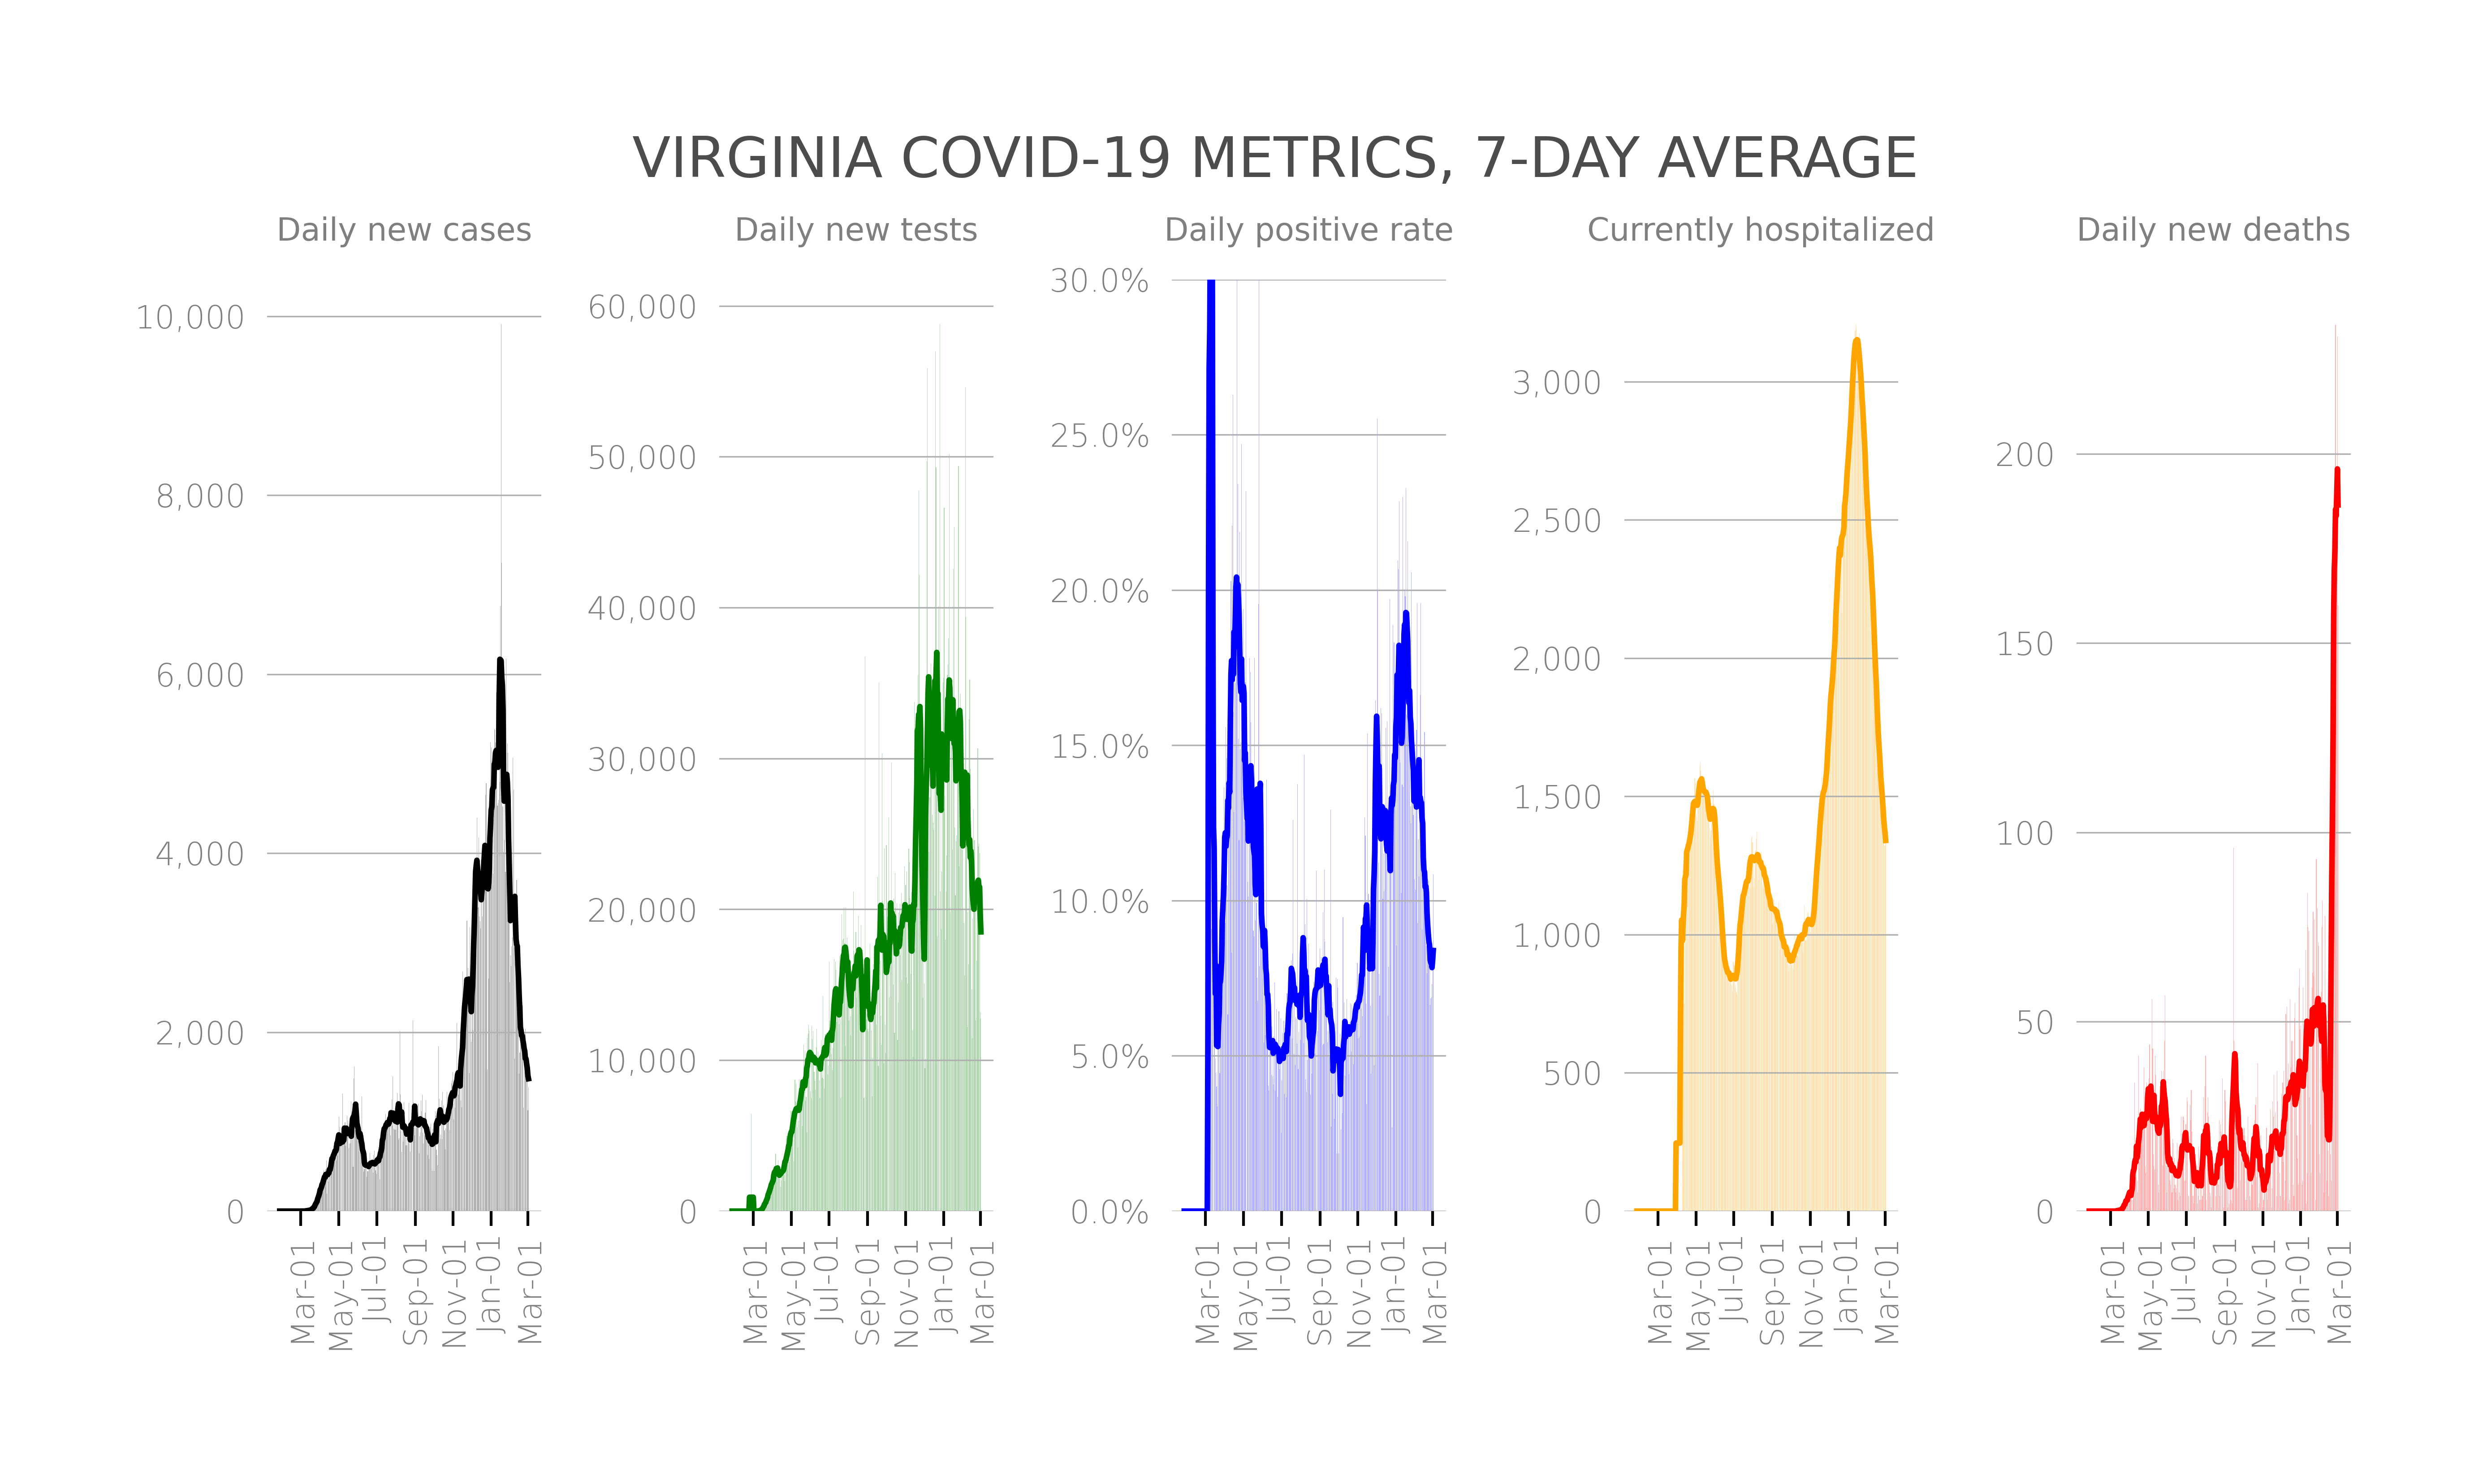 VIRGINIA COVID-19 METRICS, 7-DAY AVERAGE
Daily new cases
10,000
8,000
6,000
4,000
2,000
0
Mar-01
May-01
Jul-01
Sep-01
Nov-01
Jan-01
Mar-01
Daily new tests
60,000
50,000
40,000
30,000
20,000
10,000
0
Mar-01
May-01
Jul-01
Sep-01
Nov-01
Jan-01
Mar-01
Daily positive rate
30.0%
25.0%
20.0%
15.0%
10.0%
5.0%
0.0%
Mar-01
May-01
Jul-01
Sep-01
Nov-01
Jan-01
Mar-01
Currently hospitalized
3,000
2,500
2,000
1,500
1,000
500
0
Mar-01
May-01
Jul-01
Sep-01
Nov-01
Jan-01
Mar-01
Daily new deaths
200
150
100
50
0
Mar-01
May-01
Jul-01
Sep-01
Nov-01
Jan-01
Mar-01